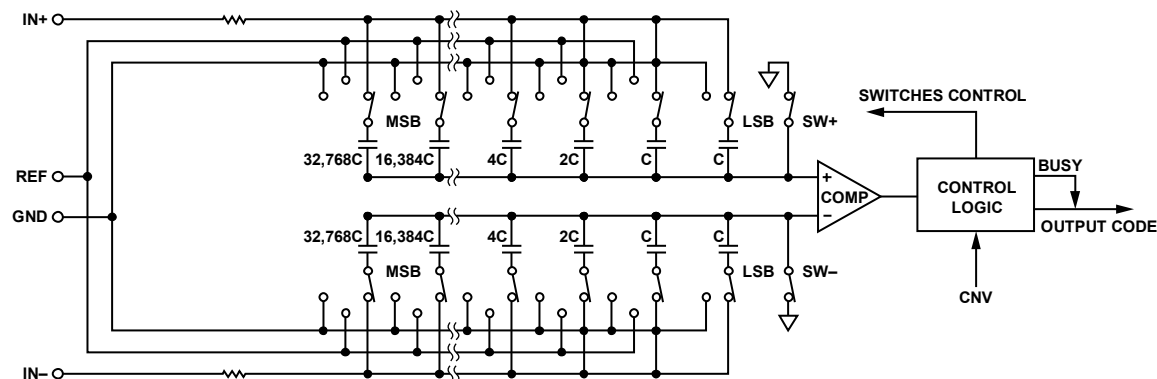 IN+
MSB
LSB
SW+
SWITCHES CONTROL
32,768C
16,384C
4C
2C
C
C
BUSY
REF
GND
+
COMP
–
CONTROL
LOGIC
OUTPUT CODE
32,768C
16,384C
4C
2C
C
C
MSB
LSB
SW–
CNV
IN–